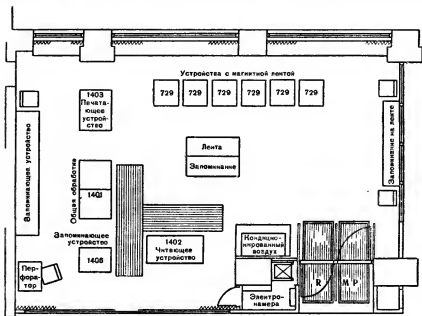 Устройства с магнитной лентой
1403
Печата-
ющее
устрой-
ство
729 729 729 729 729 729
Запоминающее устройство
Общая обработка
1401
Лента
Запоминание
Запоминание на ленте
Запоминающее
устройство
1405
1402
Читающее
устройство
Кондицио-
нированный
воздух
Пер-
фора-
тор
Электро-
камера
R
M P